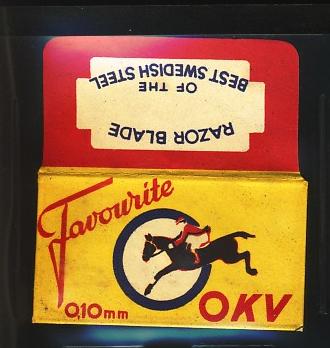 RAZOR BLADE
OF THE
BEST SWEDISH STEEL
Favourite
0,10mm
OKV